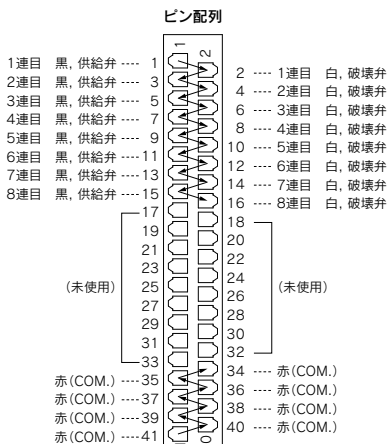 ピン配列
1
2
1連目 黒, 供給弁 ---- 1
2 ---- 1連目 白, 破壊弁
2連目 黒, 供給弁 ---- 3
4 ---- 2連目 白, 破壊弁
3連目 黒, 供給弁 ---- 5
6 ---- 3連目 白, 破壊弁
4連目 黒, 供給弁 ---- 7
8 ---- 4連目 白, 破壊弁
5連目 黒, 供給弁 ---- 9
10 ---- 5連目 白, 破壊弁
6連目 黒, 供給弁 ---- 11
12 ---- 6連目 白, 破壊弁
7連目 黒, 供給弁 ---- 13
14 ---- 7連目 白, 破壊弁
8連目 黒, 供給弁 ---- 15
16 ---- 8連目 白, 破壊弁
17
18
19
20
21
22
23
24
(未使用)
25
26
(未使用)
27
28
29
30
31
32
33
34 ---- 赤(COM.)
赤(COM.) ---- 35
36 ---- 赤(COM.)
赤(COM.) ---- 37
38 ---- 赤(COM.)
赤(COM.) ---- 39
40 ---- 赤(COM.)
赤(COM.) ---- 41